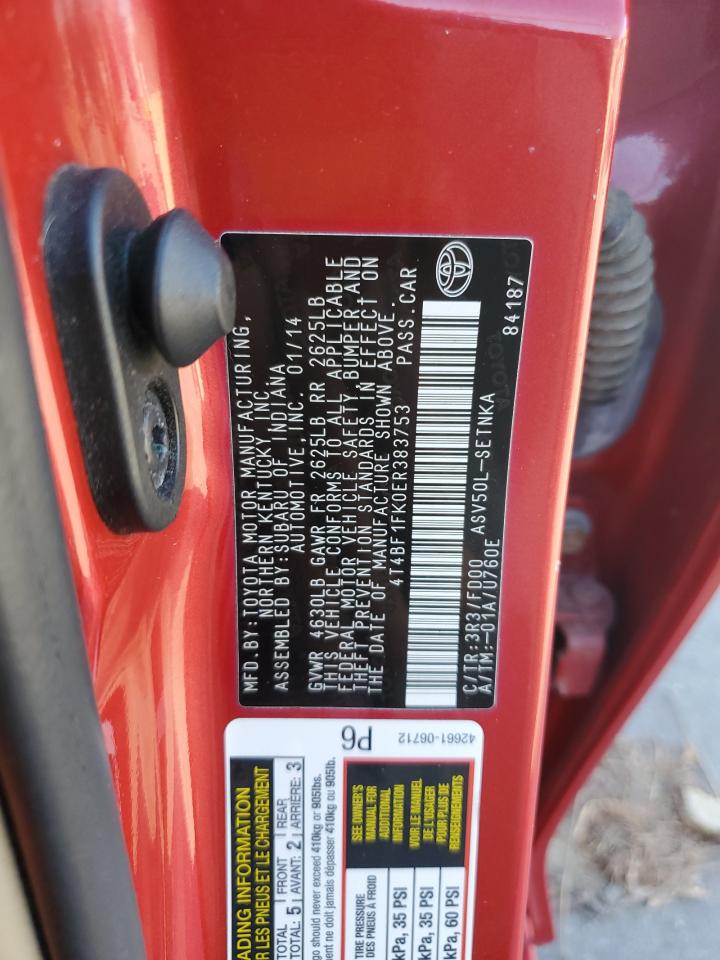 MFD.BY:TOYOTA MOTOR MANUFACTURING,
NORTHERN KENTUCKY INC.
ASSEMBLED BY:SUBARU OF INDIANA
AUTOMOTIVE.INC. 01/14
GVWR 4630LB GAWR FR 2625LB RR 2625LB
THIS VEHICLE CONFORMS TO ALL APPLICABLE
FEDERAL MOTOR VEHICLE SAFETY,BUMPER AND
THEFT PREVENTION STANDARDS IN EFFECT ON
THE DATE OF MANUFACTURE SHOWN ABOVE.
4T4BF1FK0ER383753 PASS.CAR
C/TR:3R3/FD00 ASV50L-SETNKA
A/TM:-01A/U760E
84187
ADING INFORMATION
R LES PNEUS ET LE CHARGEMENT
TOTAL | FRONT | REAR
TOTAL: 5 | AVANT: 2 | ARRIÈRE: 3
go should never exceed 410kg or 905lbs.
ment ne doit jamais dépasser 410kg ou 905lb.
P6
42661-06712
TIRE PRESSURE
DES PNEUS À FROID
kPa, 35 PSI
kPa, 35 PSI
kPa, 60 PSI
SEE OWNER'S
MANUAL FOR
ADDITIONAL
INFORMATION
VOIR LE MANUEL
DE L'USAGER
POUR PLUS DE
RENSEIGNEMENTS